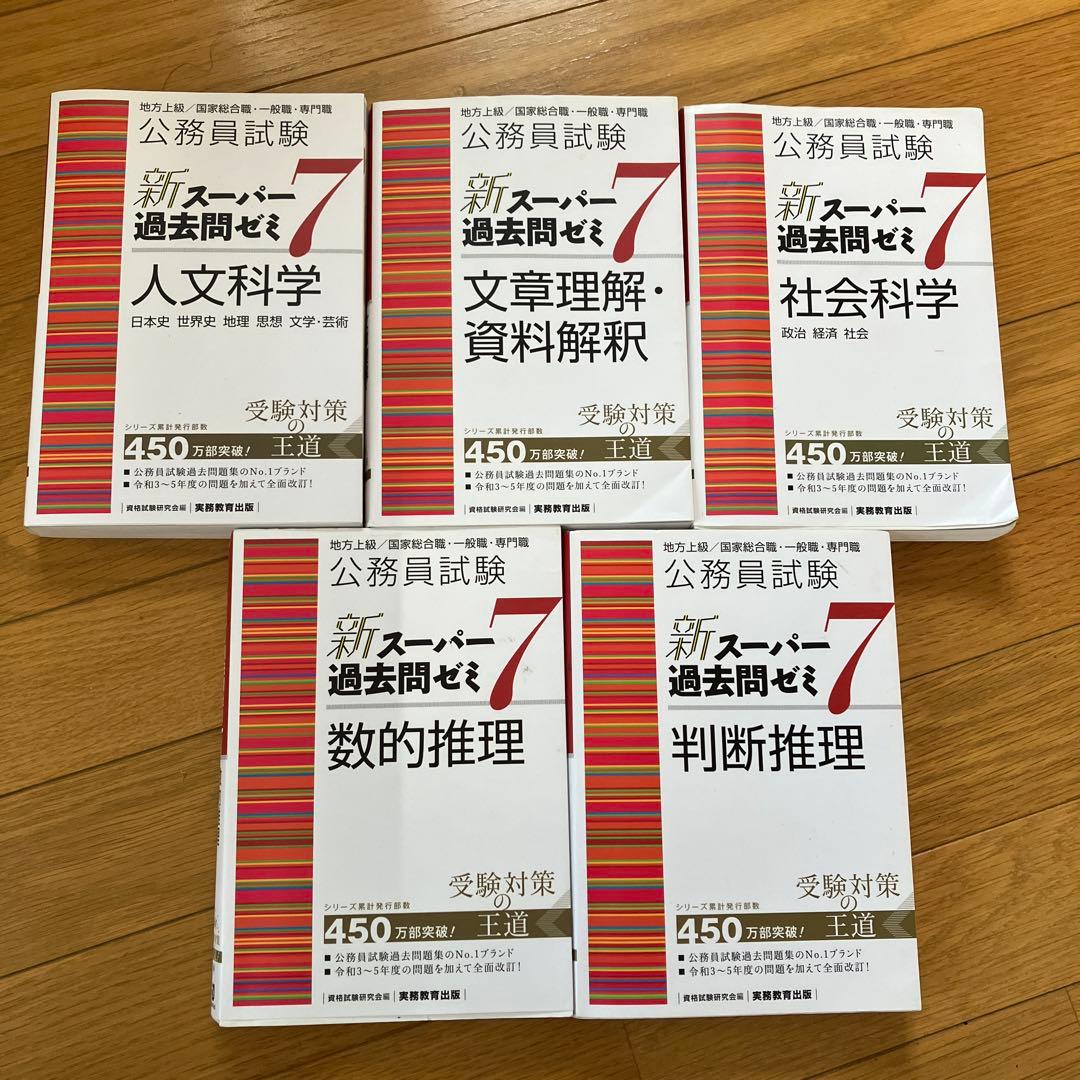 地方上級/国家総合職・一般職・専門職
公務員試験
新スーパー
過去問ゼミ
7
人文科学
日本史 世界史 地理 思想 文学・芸術
受験対策
の
王道
シリーズ累計発行部数
450万部突破!
■公務員試験過去問題集のNo.1ブランド
■令和3～5年度の問題を加えて全面改訂!
資格試験研究会編 実務教育出版
地方上級/国家総合職・一般職・専門職
公務員試験
新スーパー
過去問ゼミ
7
文章理解・
資料解釈
受験対策
の
王道
シリーズ累計発行部数
450万部突破!
■公務員試験過去問題集のNo.1ブランド
■令和3～5年度の問題を加えて全面改訂!
資格試験研究会編 実務教育出版
地方上級/国家総合職・一般職・専門職
公務員試験
新スーパー
過去問ゼミ
7
社会科学
政治 経済 社会
受験対策
の
王道
シリーズ累計発行部数
450万部突破!
■公務員試験過去問題集のNo.1ブランド
■令和3～5年度の問題を加えて全面改訂!
資格試験研究会編 実務教育出版
地方上級/国家総合職・一般職・専門職
公務員試験
新スーパー
過去問ゼミ
7
数的推理
受験対策
の
王道
シリーズ累計発行部数
450万部突破!
■公務員試験過去問題集のNo.1ブランド
■令和3～5年度の問題を加えて全面改訂!
資格試験研究会編 実務教育出版
地方上級/国家総合職・一般職・専門職
公務員試験
新スーパー
過去問ゼミ
7
判断推理
受験対策
の
王道
シリーズ累計発行部数
450万部突破!
■公務員試験過去問題集のNo.1ブランド
■令和3～5年度の問題を加えて全面改訂!
資格試験研究会編 実務教育出版